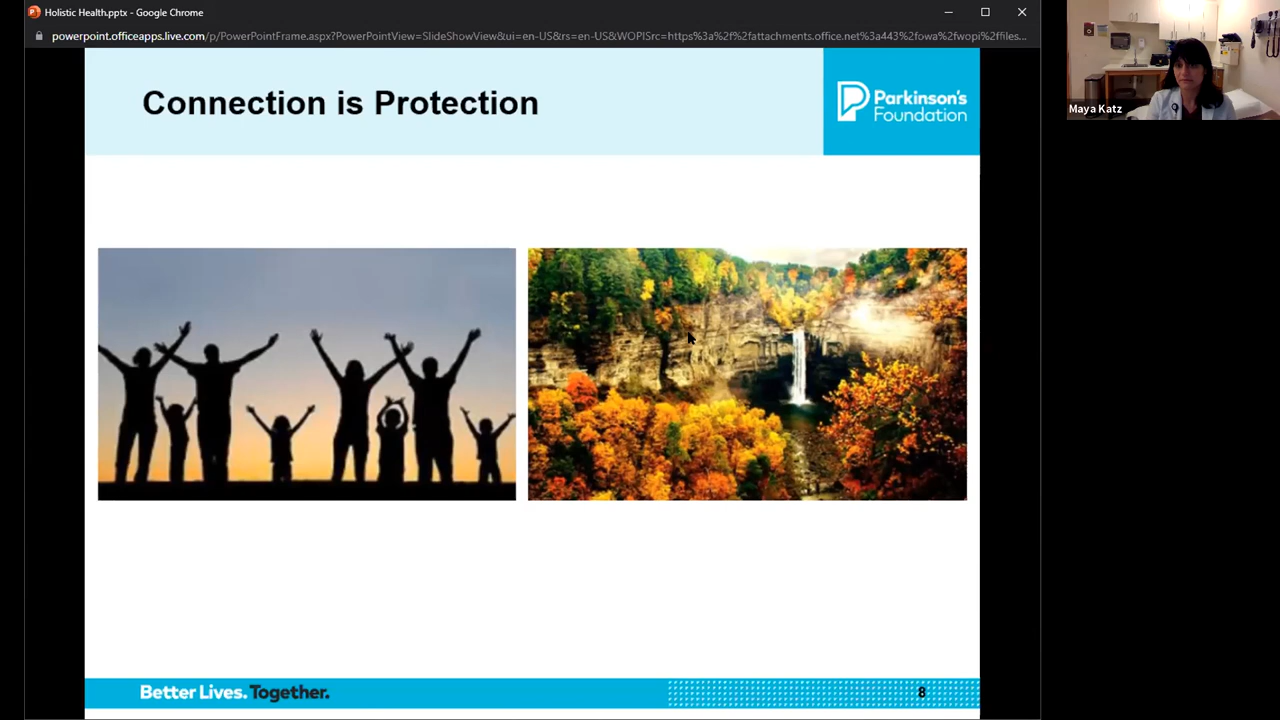 Holistic Health.pptx - Google Chrome
powerpoint.officeapps.live.com/p/PowerPointFrame.aspx?PowerPointView=SlideShowView&ui=en-US&rs=en-US&WOPISrc=https%3a%2f%2fattachments.office.net%3a443%2fowa%2fwopi%2ffiles...
Connection is Protection
Parkinson's
Foundation
Maya Katz
Better Lives. Together.
8